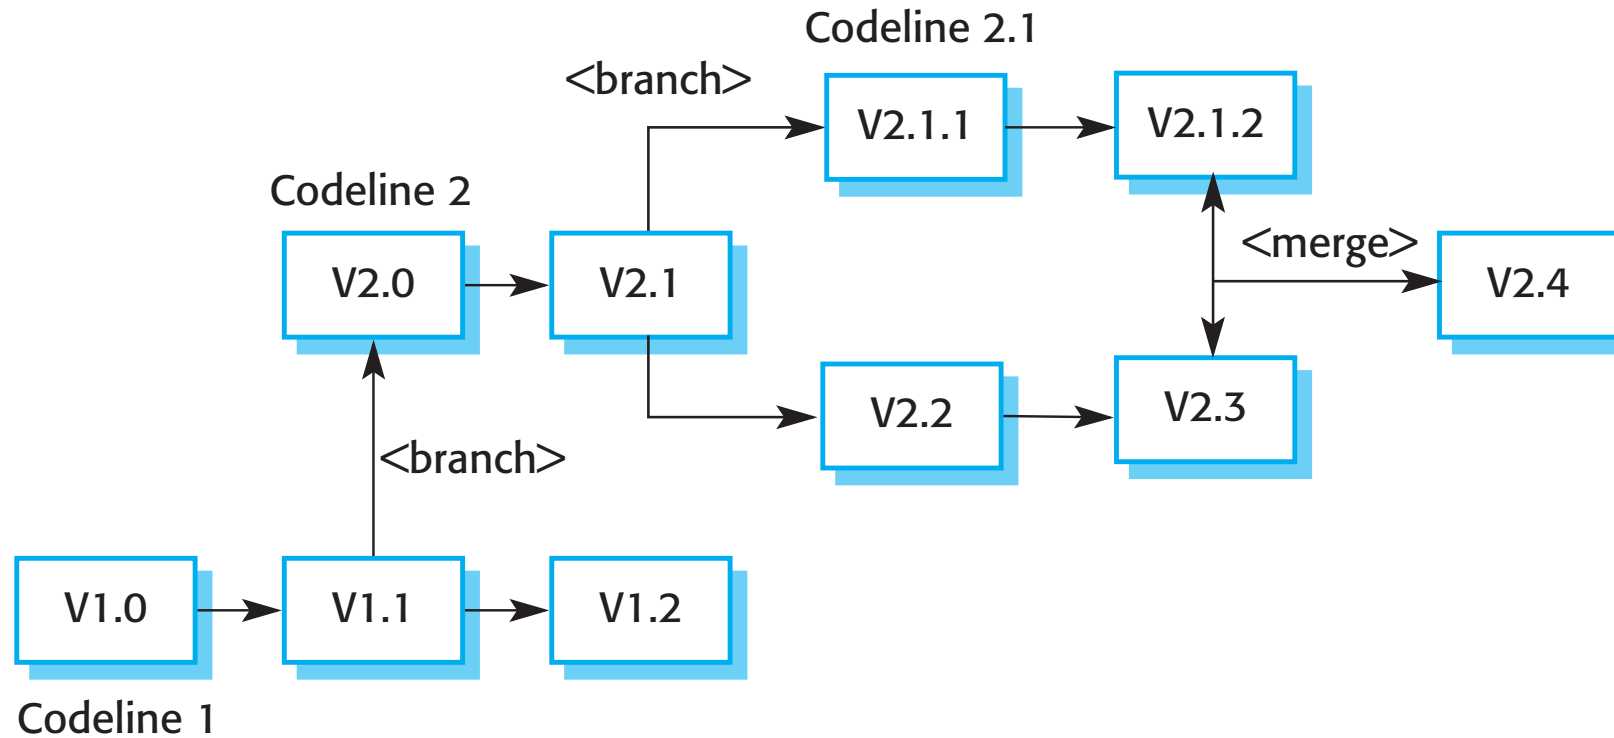 Codeline 2.1
<branch>
V2.1.1
V2.1.2
Codeline 2
<merge>
V2.0
V2.1
V2.4
V2.2
V2.3
<branch>
V1.0
V1.1
V1.2
Codeline 1